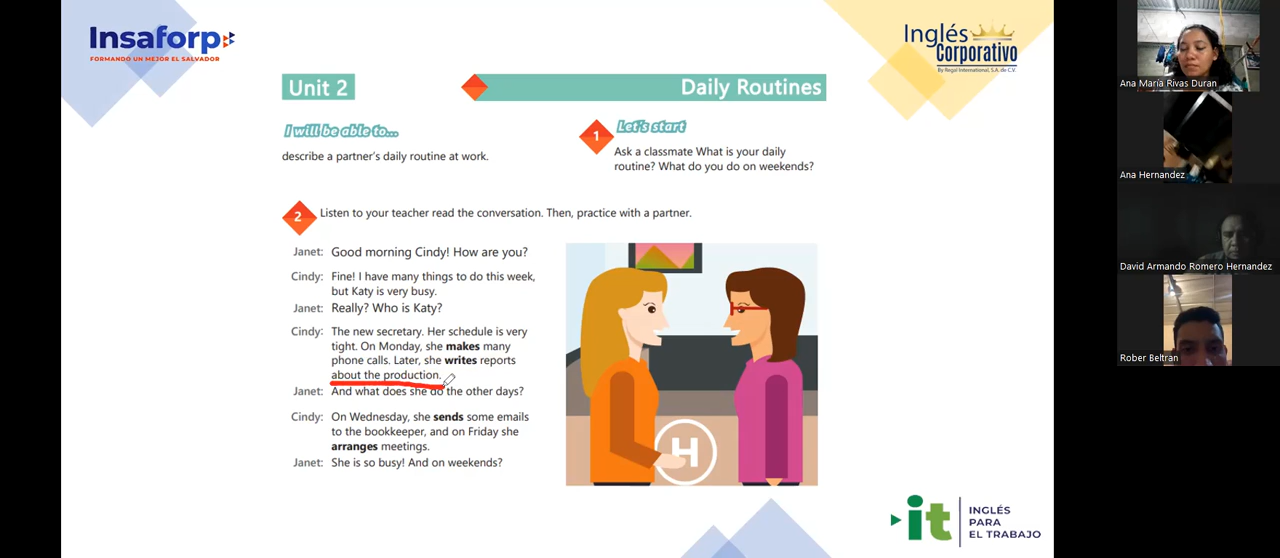 Insaforp
FORMANDO UN MEJOR EL SALVADOR
Inglés
Corporativo
By Regal International, S.A. de C.V.
Unit 2
Daily Routines
I will be able to...
describe a partner's daily routine at work.
1
Let's start
Ask a classmate What is your daily
routine? What do you do on weekends?
2
Listen to your teacher read the conversation. Then, practice with a partner.
Janet: Good morning Cindy! How are you?
Cindy: Fine! I have many things to do this week,
but Katy is very busy.
Janet: Really? Who is Katy?
Cindy: The new secretary. Her schedule is very
tight. On Monday, she makes many
phone calls. Later, she writes reports
about the production.
Janet: And what does she do the other days?
Cindy: On Wednesday, she sends some emails
to the bookkeeper, and on Friday she
arranges meetings.
Janet: She is so busy! And on weekends?
H
it
INGLÉS
PARA
EL TRABAJO
Ana María Rivas Duran
Ana Hernandez
David Armando Romero Hernandez
Rober Beltran